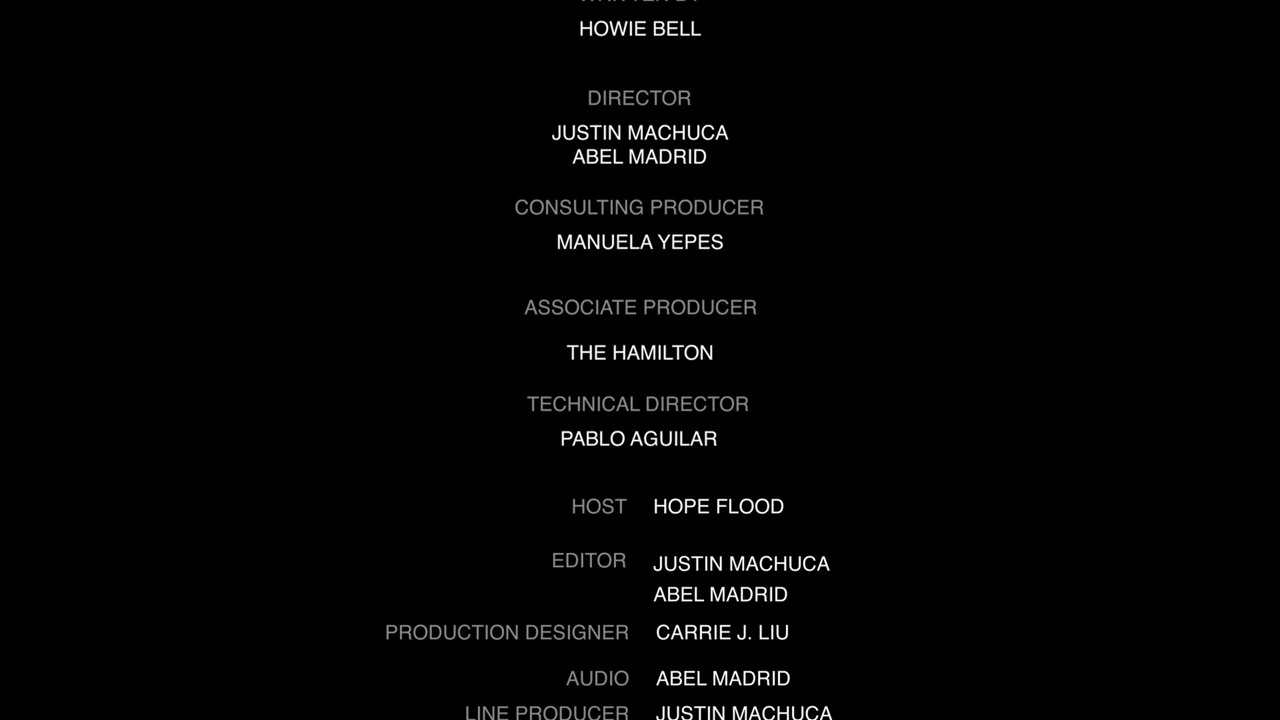 HOWIE BELL
DIRECTOR
JUSTIN MACHUCA
ABEL MADRID
CONSULTING PRODUCER
MANUELA YEPES
ASSOCIATE PRODUCER
THE HAMILTON
TECHNICAL DIRECTOR
PABLO AGUILAR
HOST HOPE FLOOD
EDITOR JUSTIN MACHUCA
ABEL MADRID
PRODUCTION DESIGNER CARRIE J. LIU
AUDIO ABEL MADRID
LINE PRODUCER JUSTIN MACHUCA